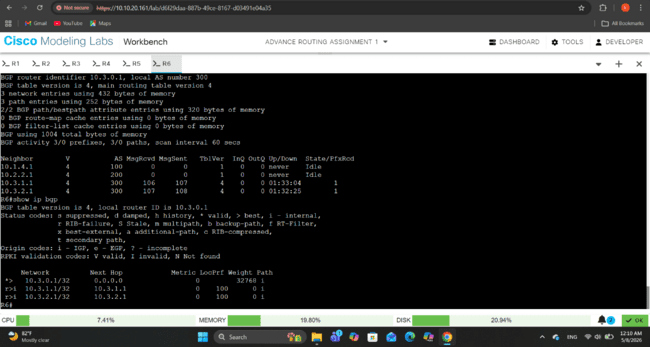 Not secure https://10.10.20.161/lab/d6f29daa-887b-49ce-8167-d03491e04a35
Gmail YouTube Maps All Bookmarks
Cisco Modeling Labs Workbench ADVANCE ROUTING ASSIGNMENT 1 DASHBOARD TOOLS DEVELOPER
R1 R2 R3 R4 R5 R6
BGP router identifier 10.3.0.1, local AS number 300
BGP table version is 4, main routing table version 4
3 network entries using 432 bytes of memory
3 path entries using 252 bytes of memory
2/2 BGP path/bestpath attribute entries using 320 bytes of memory
0 BGP route-map cache entries using 0 bytes of memory
0 BGP filter-list cache entries using 0 bytes of memory
BGP using 1004 total bytes of memory
BGP activity 3/0 prefixes, 3/0 paths, scan interval 60 secs
Neighbor V AS MsgRcvd MsgSent TblVer InQ OutQ Up/Down State/PfxRcd
10.1.4.1 4 100 0 0 1 0 0 never Idle
10.2.2.1 4 200 0 0 1 0 0 never Idle
10.3.1.1 4 300 106 107 4 0 0 01:33:04 1
10.3.2.1 4 300 107 108 4 0 0 01:32:25 1
R6#show ip bgp
BGP table version is 4, local router ID is 10.3.0.1
Status codes: s suppressed, d damped, h history, * valid, > best, i - internal,
r RIB-failure, S Stale, m multipath, b backup-path, f RT-Filter,
x best-external, a additional-path, c RIB-compressed,
t secondary path,
Origin codes: i - IGP, e - EGP, ? - incomplete
RPKI validation codes: V valid, I invalid, N Not found
Network Next Hop Metric LocPrf Weight Path
*> 10.3.0.1/32 0.0.0.0 0 32768 i
r>i 10.3.1.1/32 10.3.1.1 0 100 0 i
r>i 10.3.2.1/32 10.3.2.1 0 100 0 i
R6#
CPU 7.41% MEMORY 19.80% DISK 20.94% 2 OK
82°F
Mostly clear
Search
ENG
12:10 AM
5/8/2026